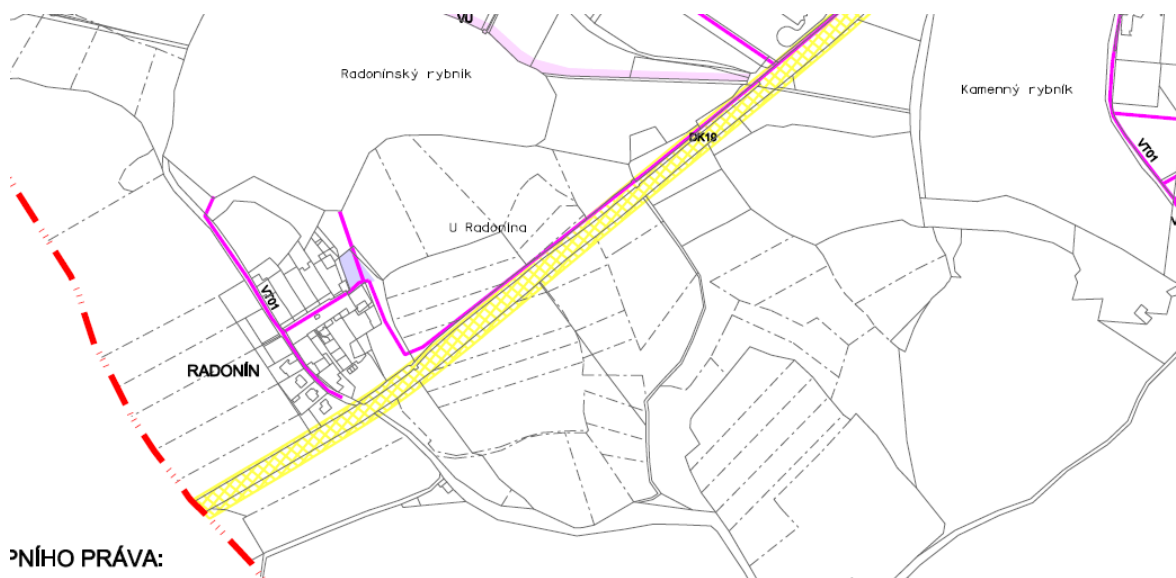 VU
Radonínský rybník
Kamenný rybník
DK10
VT01
U Radonína
VT01
RADONÍN
PNÍHO PRÁVA: